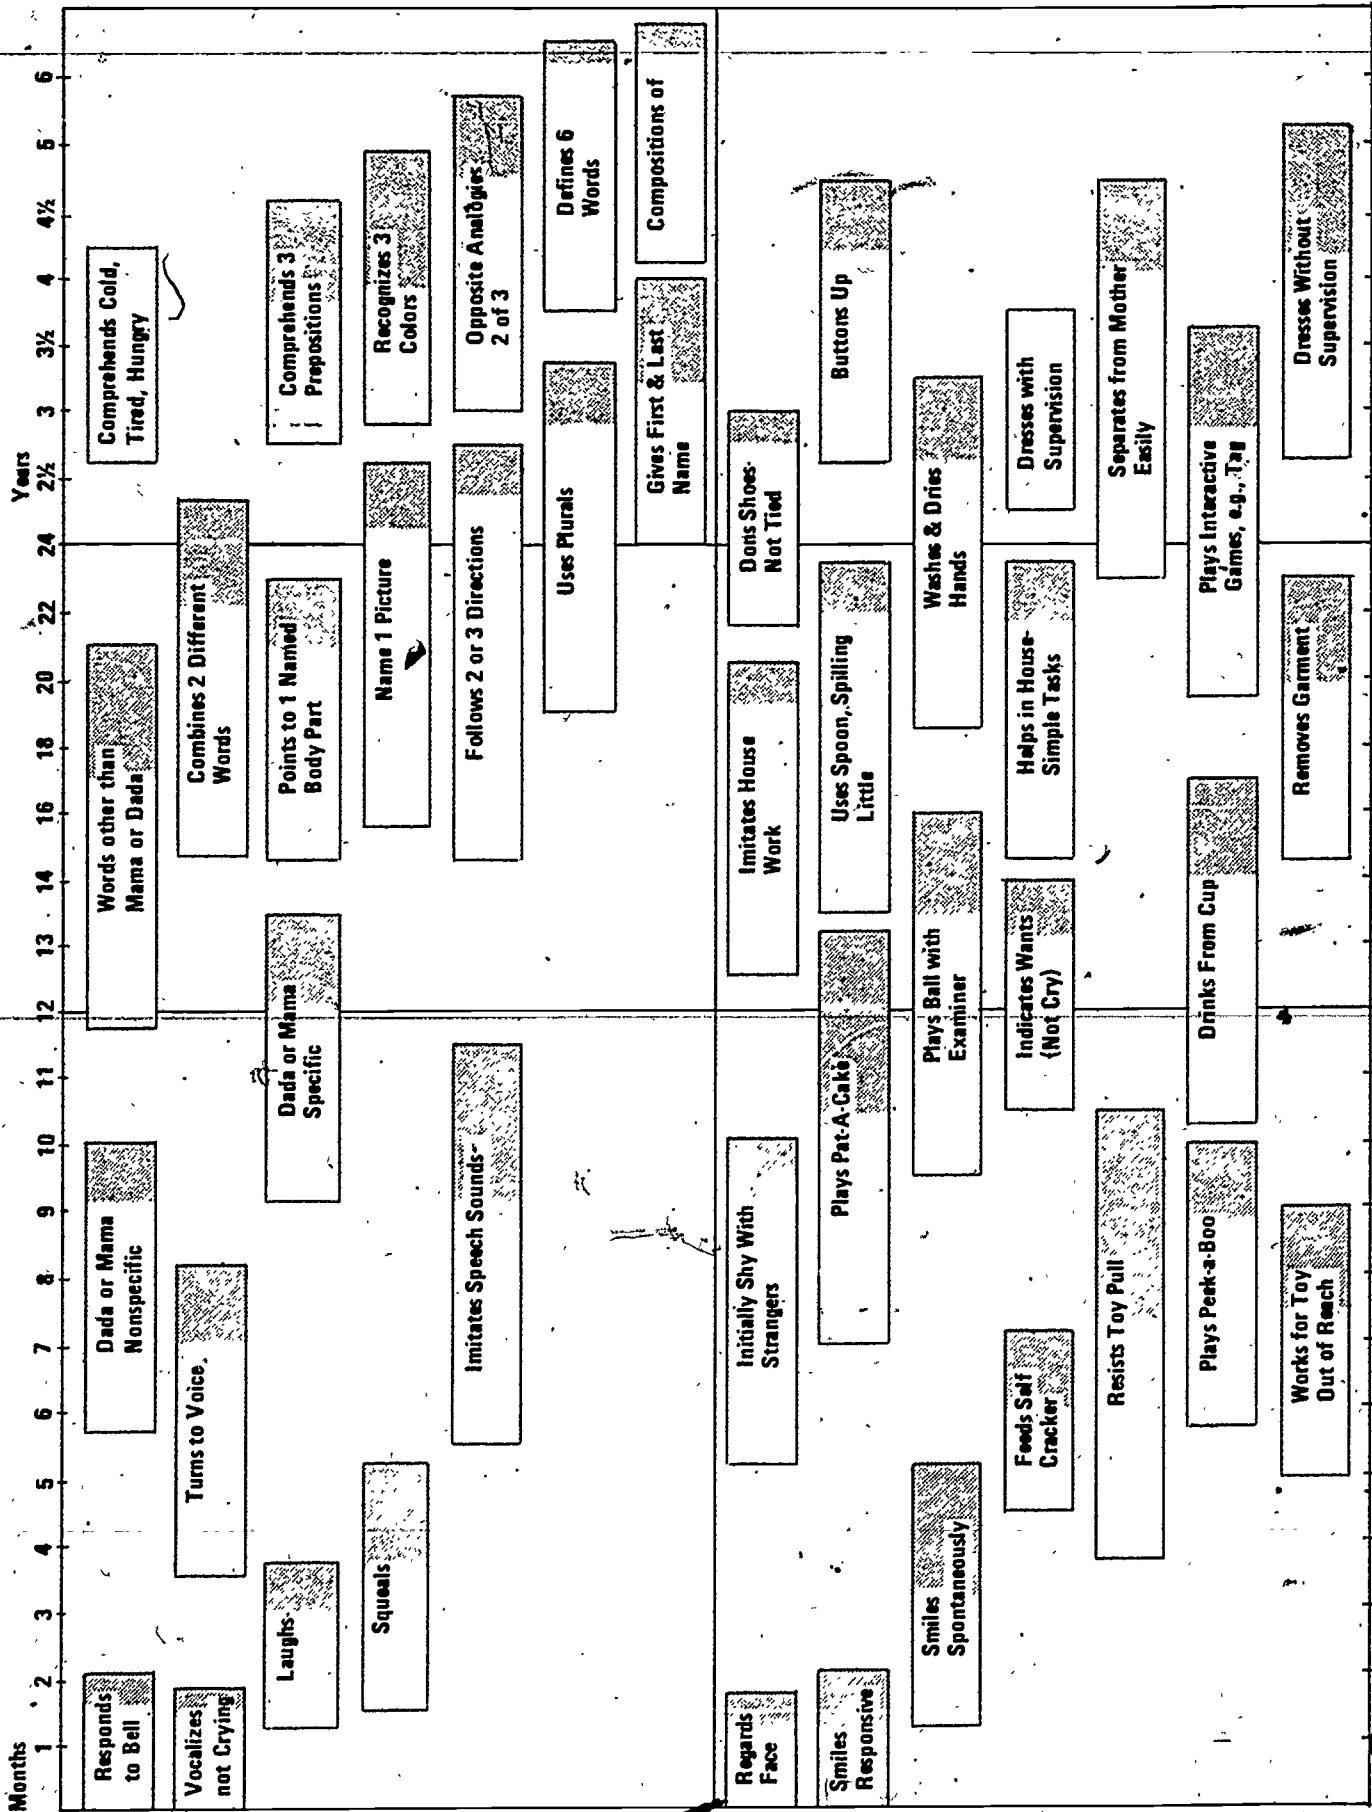 Months
Years
1
2
3
4
5
6
7
8
9
10
11
12
13
14
16
18
20
22
24
2½
3
3½
4
4½
5
6
Responds
to Bell
Dada or Mama
Nonspecific
Words other than
Mama or Dada
Comprehends Cold,
Tired, Hungry
Vocalizes
not Crying
Turns to Voice
Combines 2 Different
Words
Laughs
Dada or Mama
Specific
Points to 1 Named
Body Part
Comprehends 3
Prepositions
Squeals
Name 1 Picture
Recognizes 3
Colors
Imitates Speech Sounds
Follows 2 or 3 Directions
Opposite Analogies
2 of 3
Uses Plurals
Defines 6
Words
Gives First & Last
Name
Compositions of
Regards
Face
Initially Shy With
Strangers
Imitates House
Work
Dons Shoes-
Not Tied
Smiles
Responsive
Plays Pat-A-Cake
Uses Spoon, Spilling
Little
Buttons Up
Smiles
Spontaneously
Plays Ball with
Examiner
Washes & Dries
Hands
Feeds Self
Cracker
Indicates Wants
(Not Cry)
Helps in House-
Simple Tasks
Dresses with
Supervision
Resists Toy Pull
Separates from Mother
Easily
Plays Peek-a-Boo
Drinks From Cup
Plays Interactive
Games, e.g., Tag
Works for Toy
Out of Reach
Removes Garment
Dresses Without
Supervision